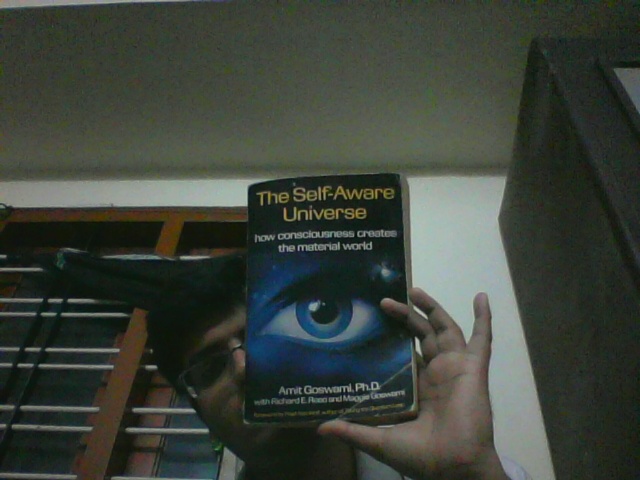 The Self-Aware
Universe
how consciousness creates
the material world
Amit Goswami, Ph.D.
with Richard E. Reed and Maggie Goswami